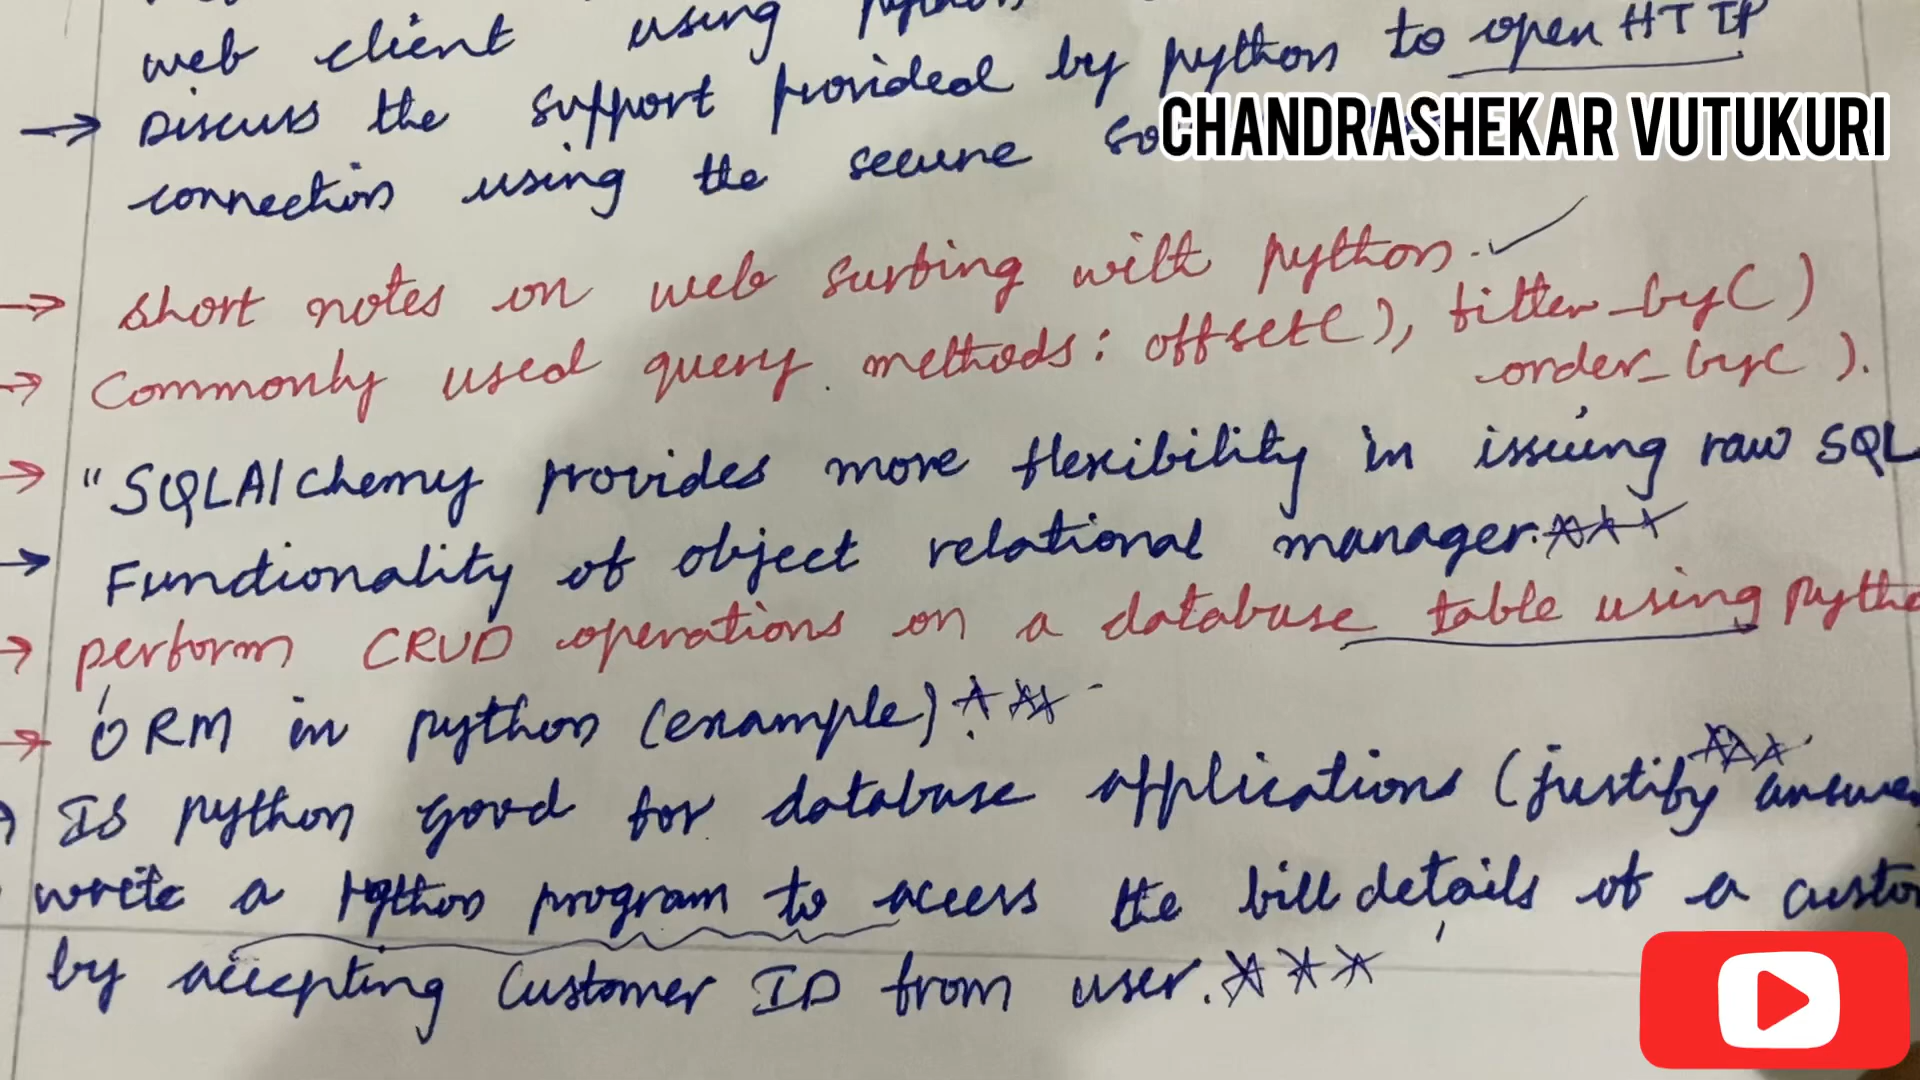 web client using python
→ Discuss the support provided by python to open HTTP
CHANDRASHEKAR VUTUKURI
connection using the secure
→ short notes on web surfing with python.
→ Commonly used query methods: offset(), filter_by()
order_by().
→ "SQLAlchemy provides more flexibility in issuing raw SQL
→ Functionality of object relational manager.
→ perform CRUD operations on a database table using pytho
→ ORM in python (example)
Is python good for database applications (justify answer
write a python program to access the bill details of a custo
by accepting Customer ID from user.